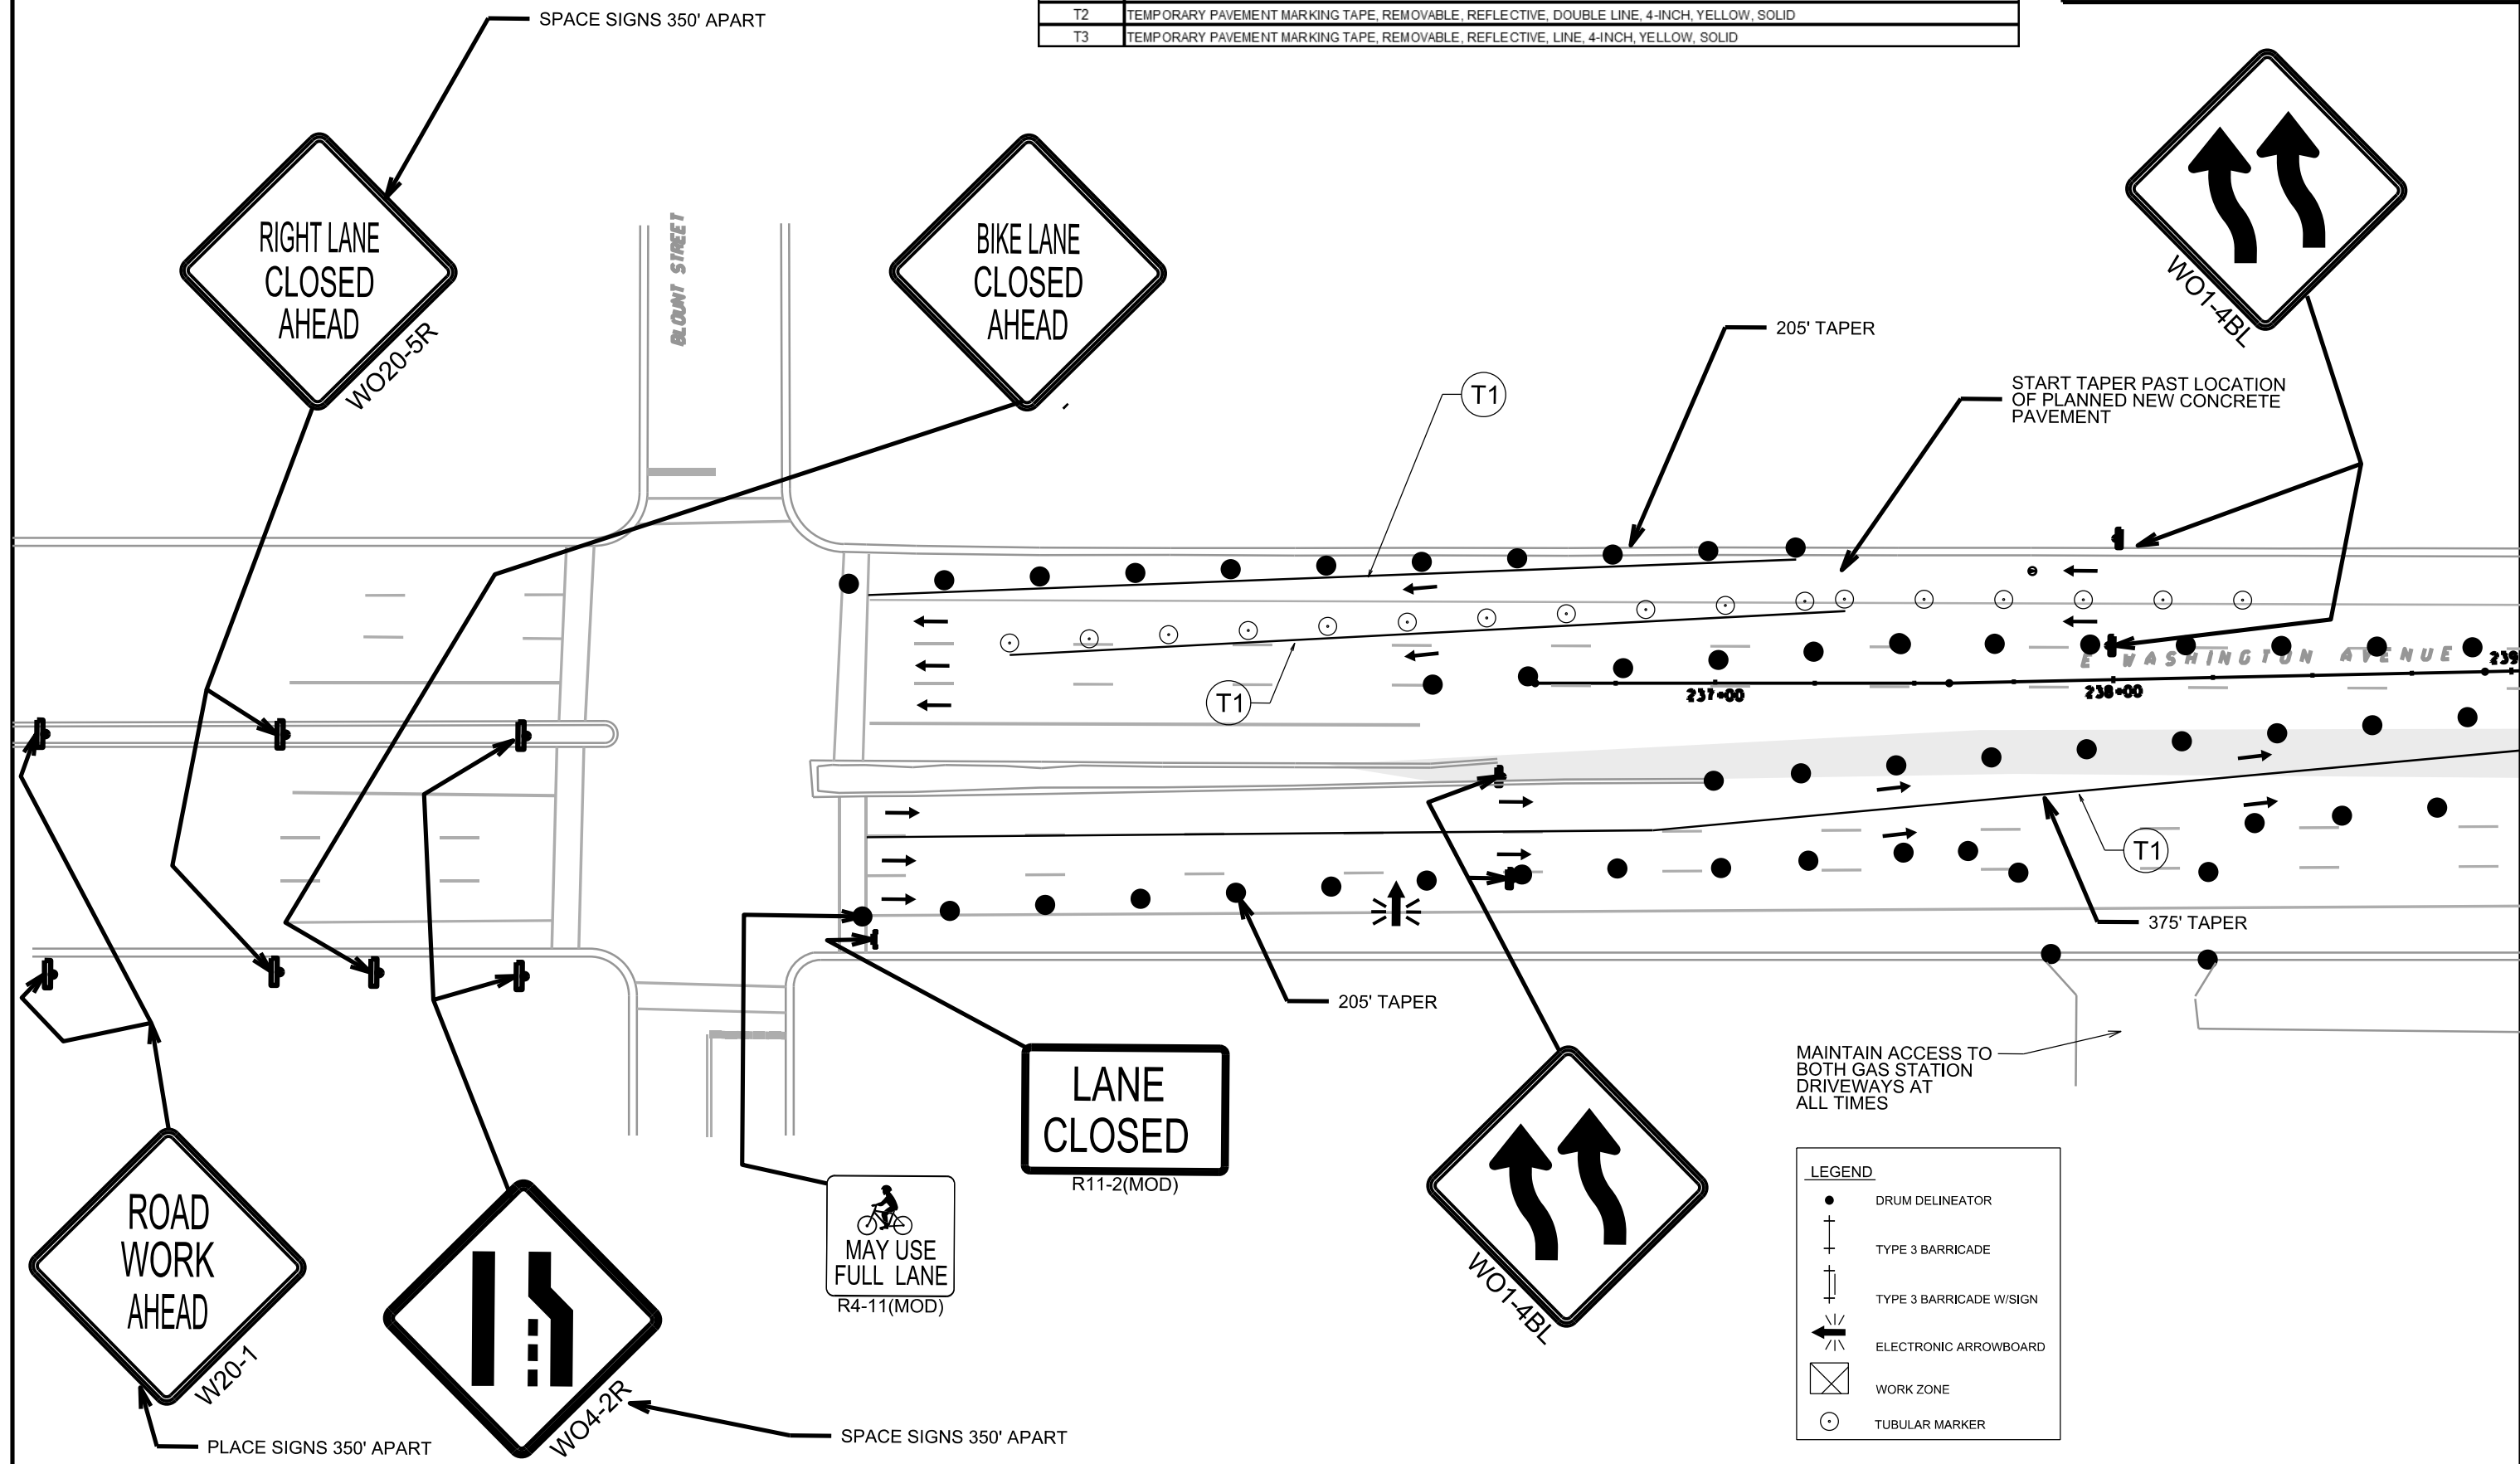 SPACE SIGNS 350' APART
T2 TEMPORARY PAVEMENT MARKING TAPE, REMOVABLE, REFLECTIVE, DOUBLE LINE, 4-INCH, YELLOW, SOLID
T3 TEMPORARY PAVEMENT MARKING TAPE, REMOVABLE, REFLECTIVE, LINE, 4-INCH, YELLOW, SOLID
RIGHT LANE
CLOSED
AHEAD
WO20-5R
BLOUNT STREET
BIKE LANE
CLOSED
AHEAD
WO1-4BL
205' TAPER
T1
START TAPER PAST LOCATION
OF PLANNED NEW CONCRETE
PAVEMENT
E WASHINGTON AVENUE
237+00
238+00
239
T1
T1
375' TAPER
205' TAPER
LANE
CLOSED
R11-2(MOD)
MAINTAIN ACCESS TO
BOTH GAS STATION
DRIVEWAYS AT
ALL TIMES
ROAD
WORK
AHEAD
W20-1
PLACE SIGNS 350' APART
WO4-2R
SPACE SIGNS 350' APART
MAY USE
FULL LANE
R4-11(MOD)
WO1-4BL
LEGEND
DRUM DELINEATOR
TYPE 3 BARRICADE
TYPE 3 BARRICADE W/SIGN
ELECTRONIC ARROWBOARD
WORK ZONE
TUBULAR MARKER